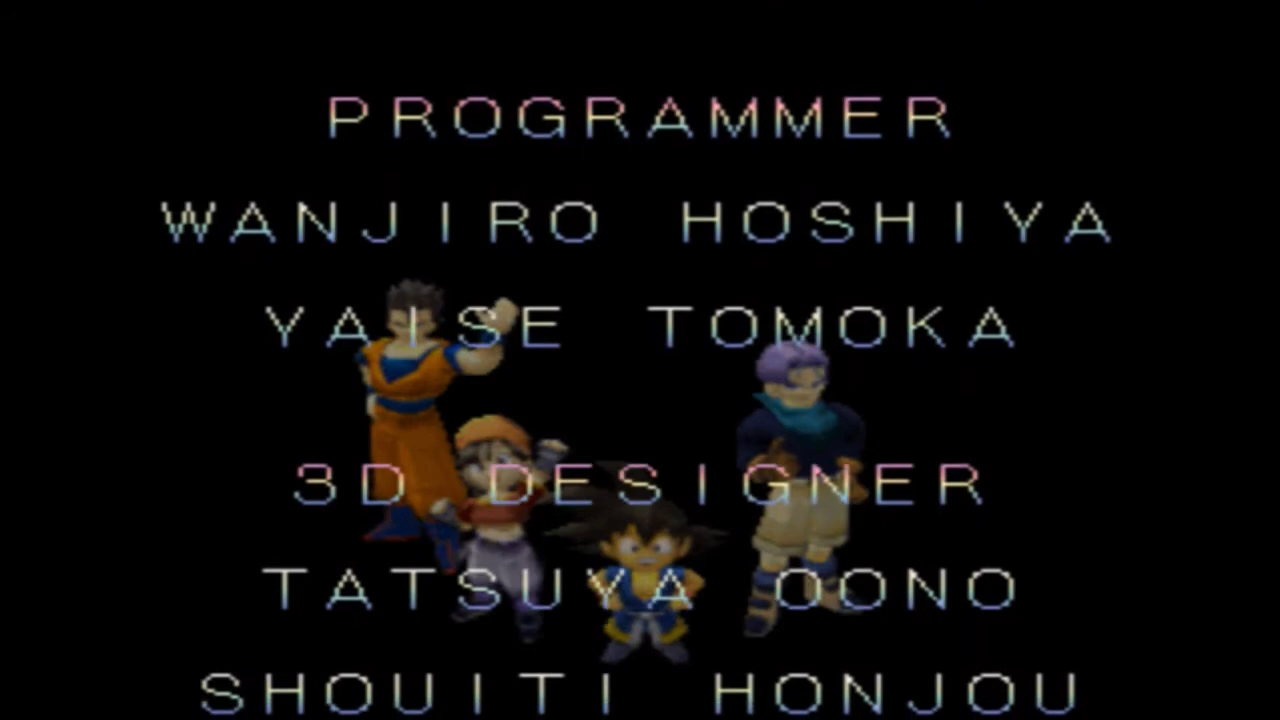 PROGRAMMER
WANJIRO HOSHIYA
YAISE TOMOKA
3D DESIGNER
TATSUYA OONO
SHOUITI HONJOU